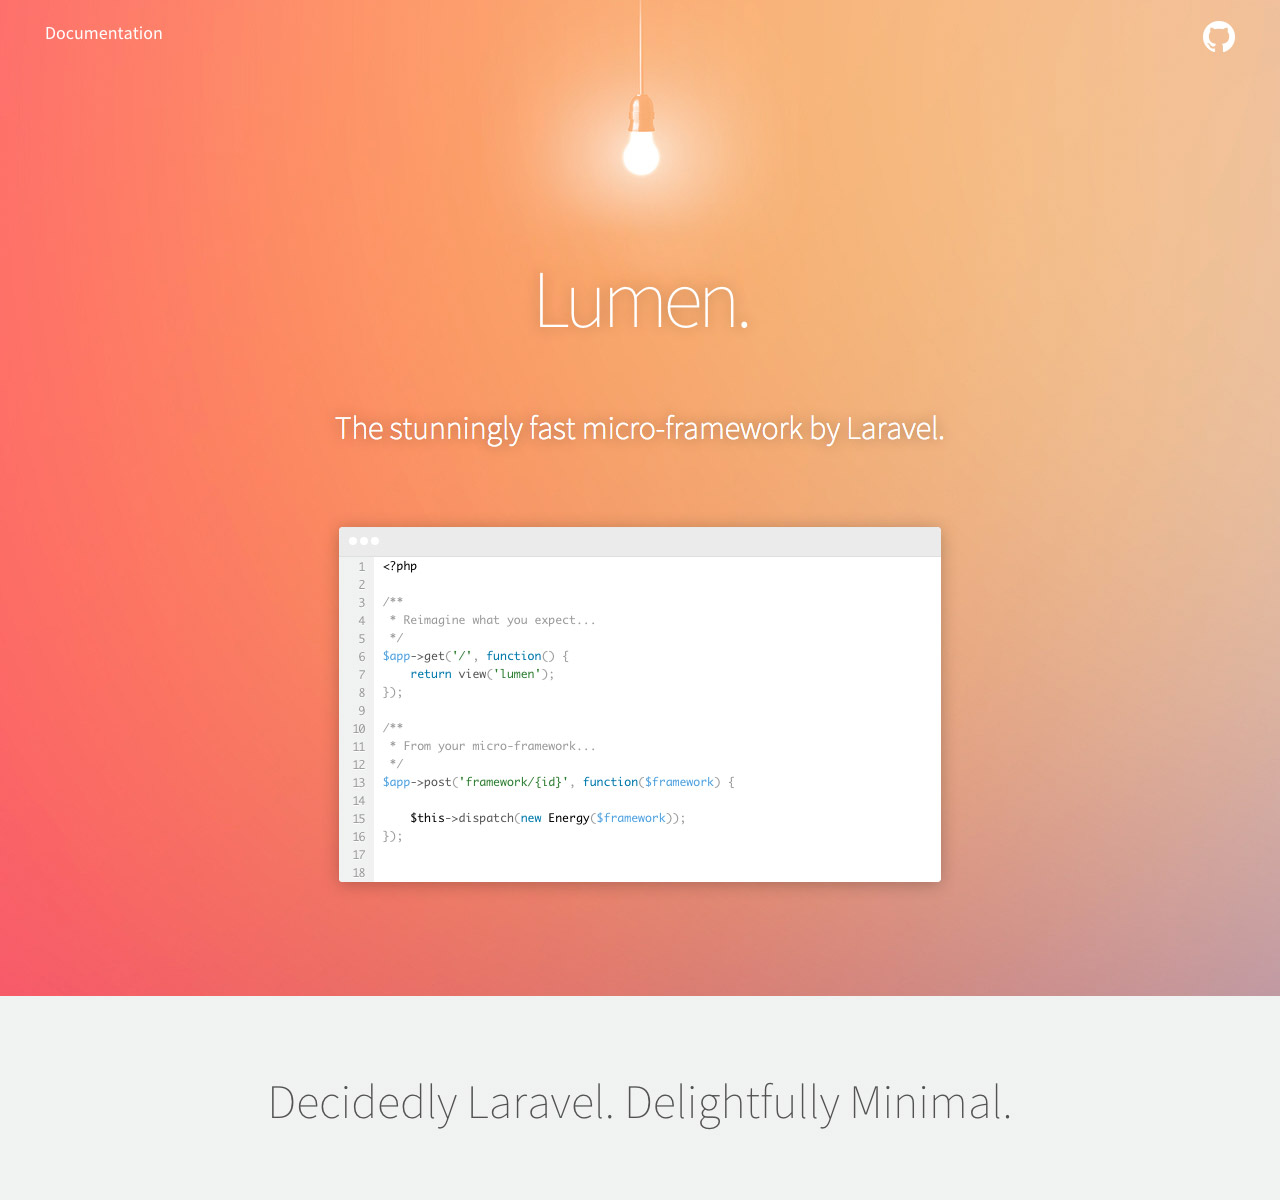 Documentation
Lumen.
The stunningly fast micro-framework by Laravel.
1 <?php
2
3 /**
4  * Reimagine what you expect...
5  */
6 $app->get('/', function() {
7     return view('lumen');
8 });
9
10 /**
11  * From your micro-framework...
12  */
13 $app->post('framework/{id}', function($framework) {
14
15     $this->dispatch(new Energy($framework));
16 });
17
18
Decidedly Laravel. Delightfully Minimal.